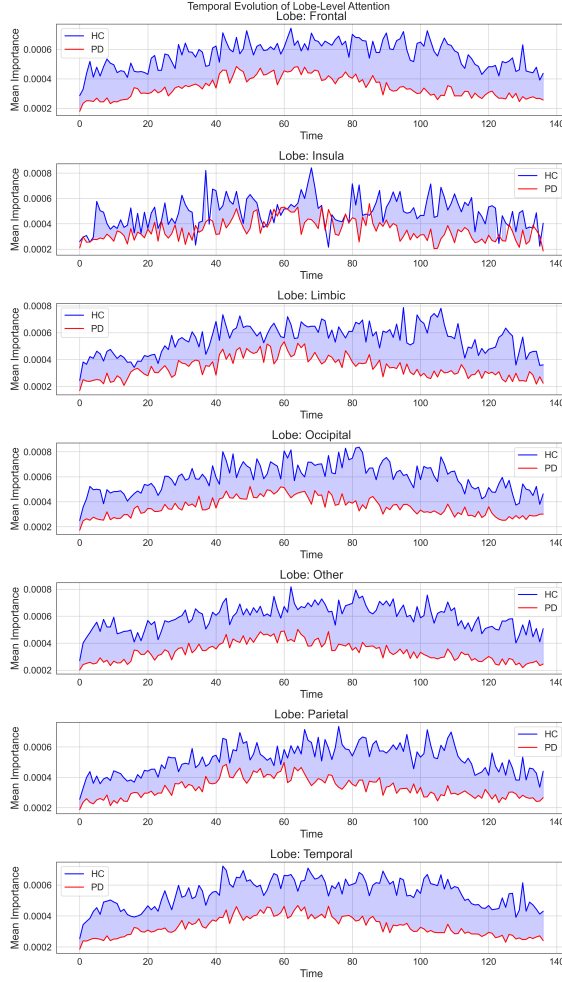 Temporal Evolution of Lobe-Level Attention
Lobe: Frontal
Mean Importance
0.0006
0.0004
0.0002
HC
PD
0 20 40 60 80 100 120 140
Time
Lobe: Insula
Mean Importance
0.0008
0.0006
0.0004
0.0002
HC
PD
0 20 40 60 80 100 120 140
Time
Lobe: Limbic
Mean Importance
0.0008
0.0006
0.0004
0.0002
HC
PD
0 20 40 60 80 100 120 140
Time
Lobe: Occipital
Mean Importance
0.0008
0.0006
0.0004
0.0002
HC
PD
0 20 40 60 80 100 120 140
Time
Lobe: Other
Mean Importance
0.0008
0.0006
0.0004
0.0002
HC
PD
0 20 40 60 80 100 120 140
Time
Lobe: Parietal
Mean Importance
0.0006
0.0004
0.0002
HC
PD
0 20 40 60 80 100 120 140
Time
Lobe: Temporal
Mean Importance
0.0006
0.0004
0.0002
HC
PD
0 20 40 60 80 100 120 140
Time